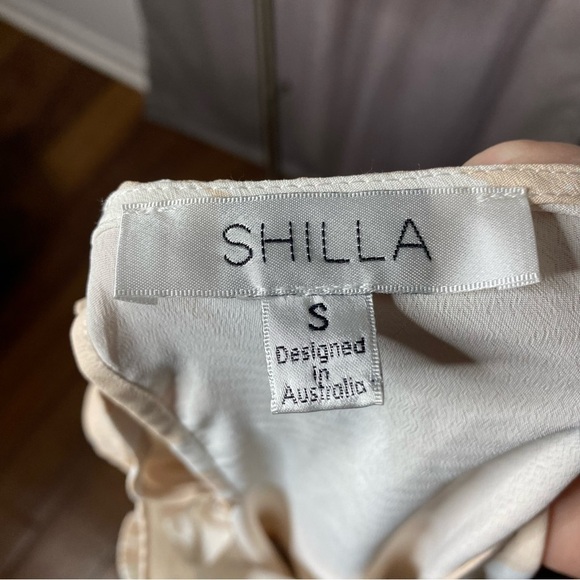 SHILLA
S
Designed
in
Australia